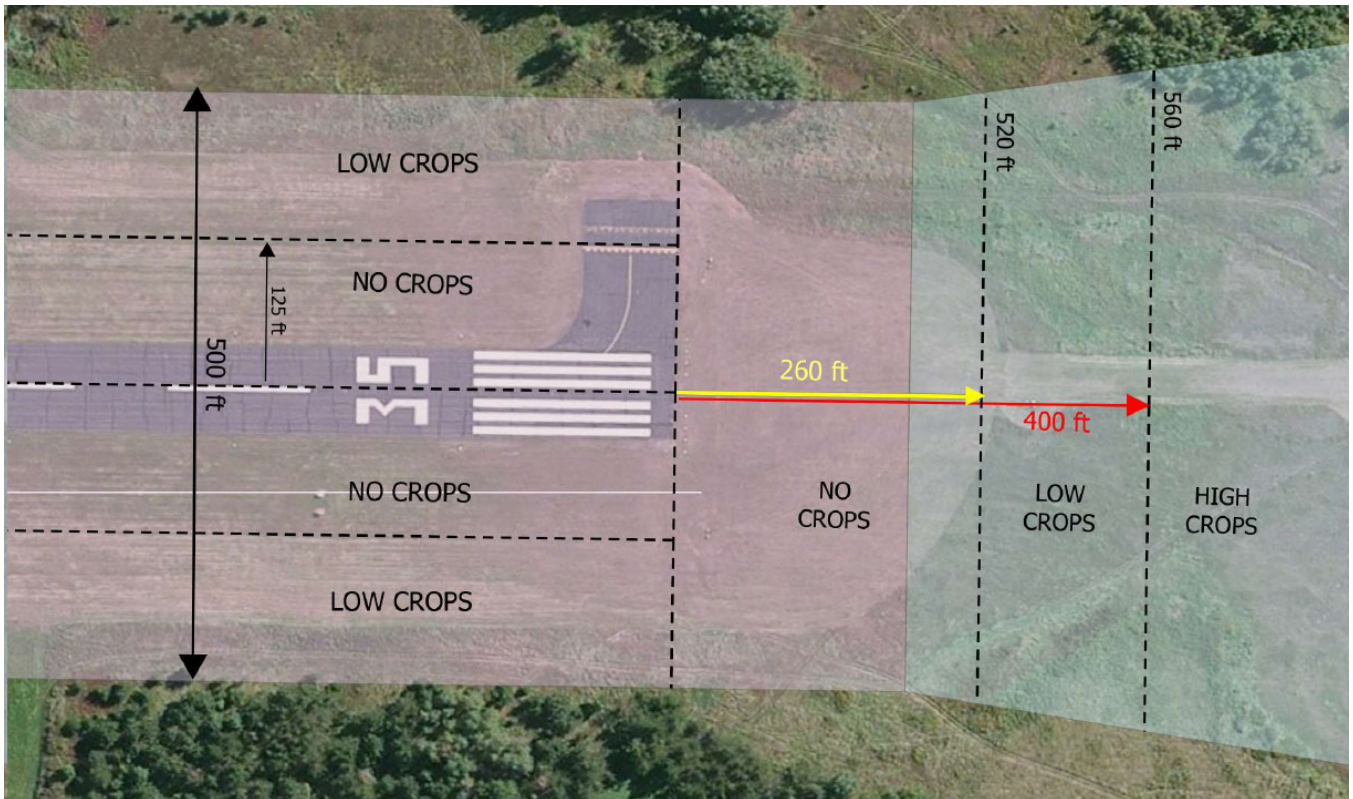 LOW CROPS
NO CROPS
125 ft
500 ft
35
260 ft
400 ft
520 ft
560 ft
NO CROPS
NO
CROPS
LOW
CROPS
HIGH
CROPS
LOW CROPS